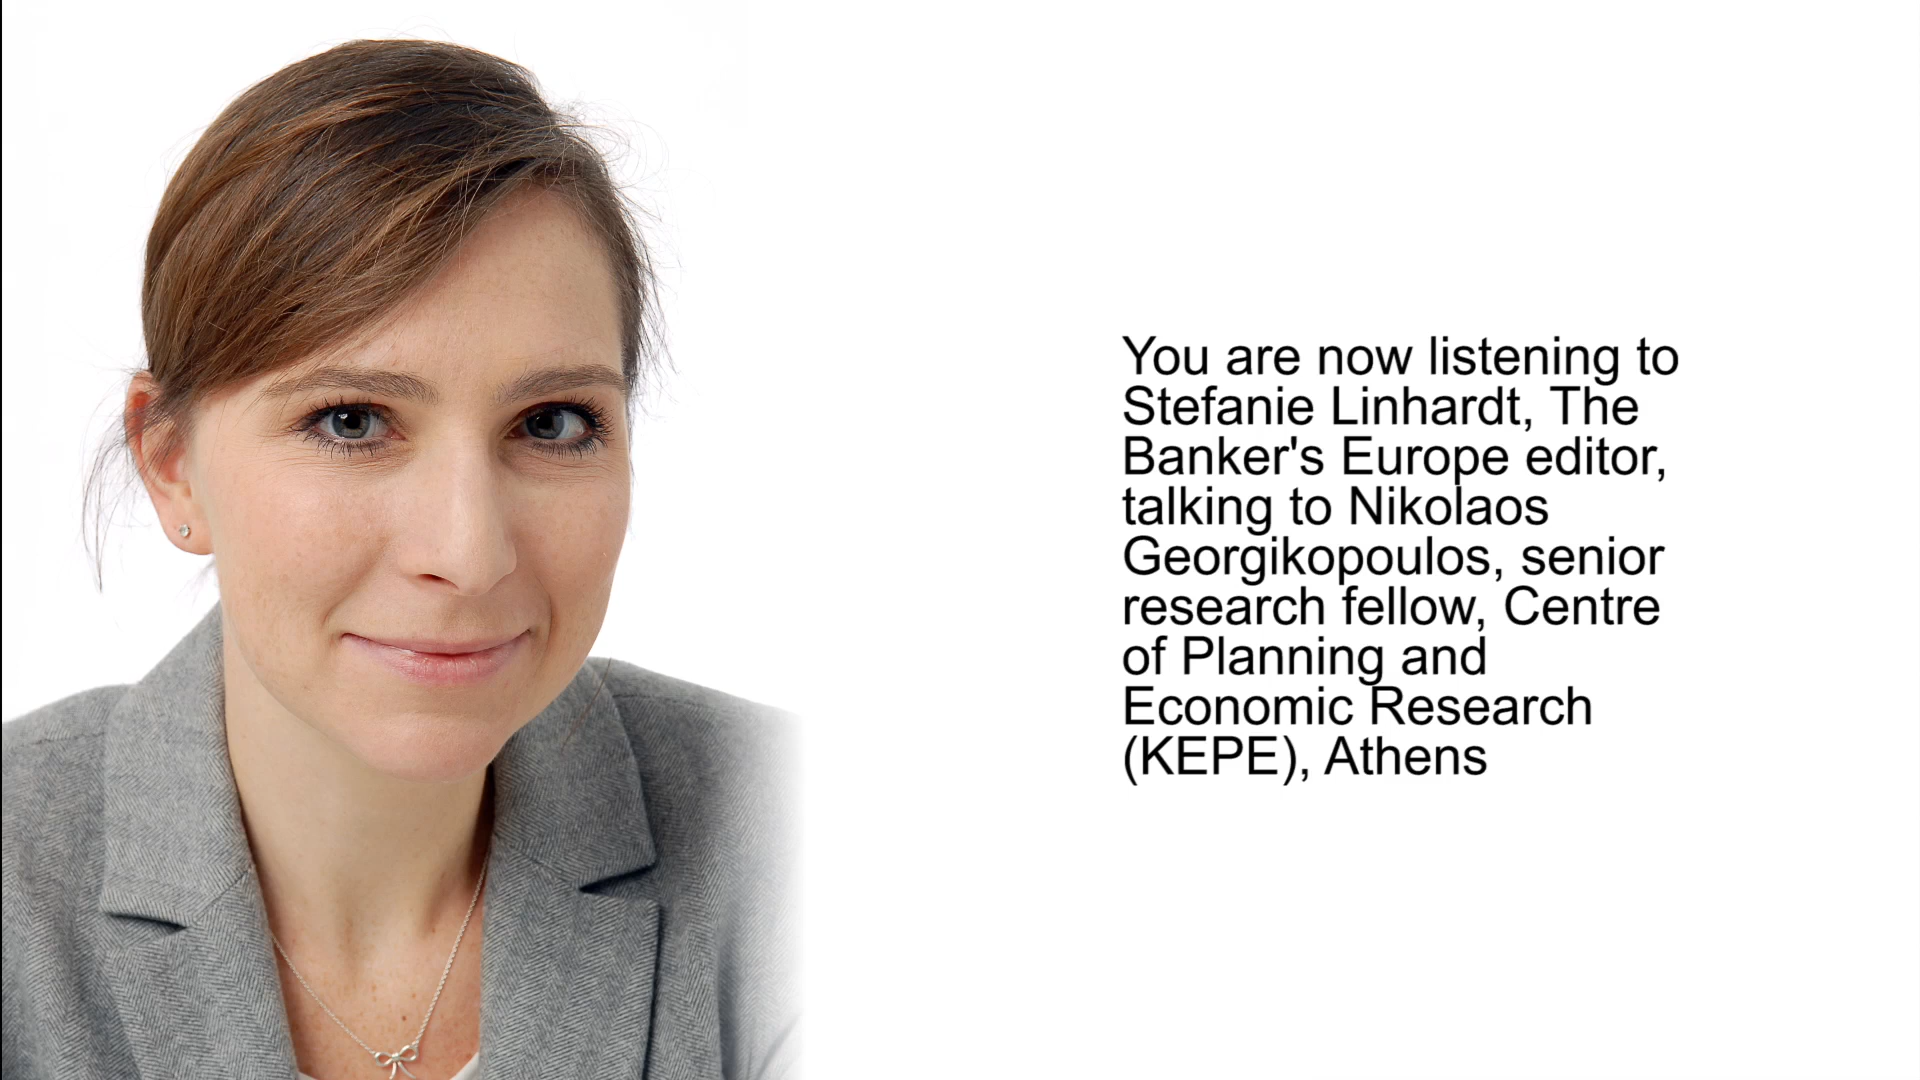 You are now listening to
Stefanie Linhardt, The
Banker's Europe editor,
talking to Nikolaos
Georgikopoulos, senior
research fellow, Centre
of Planning and
Economic Research
(KEPE), Athens